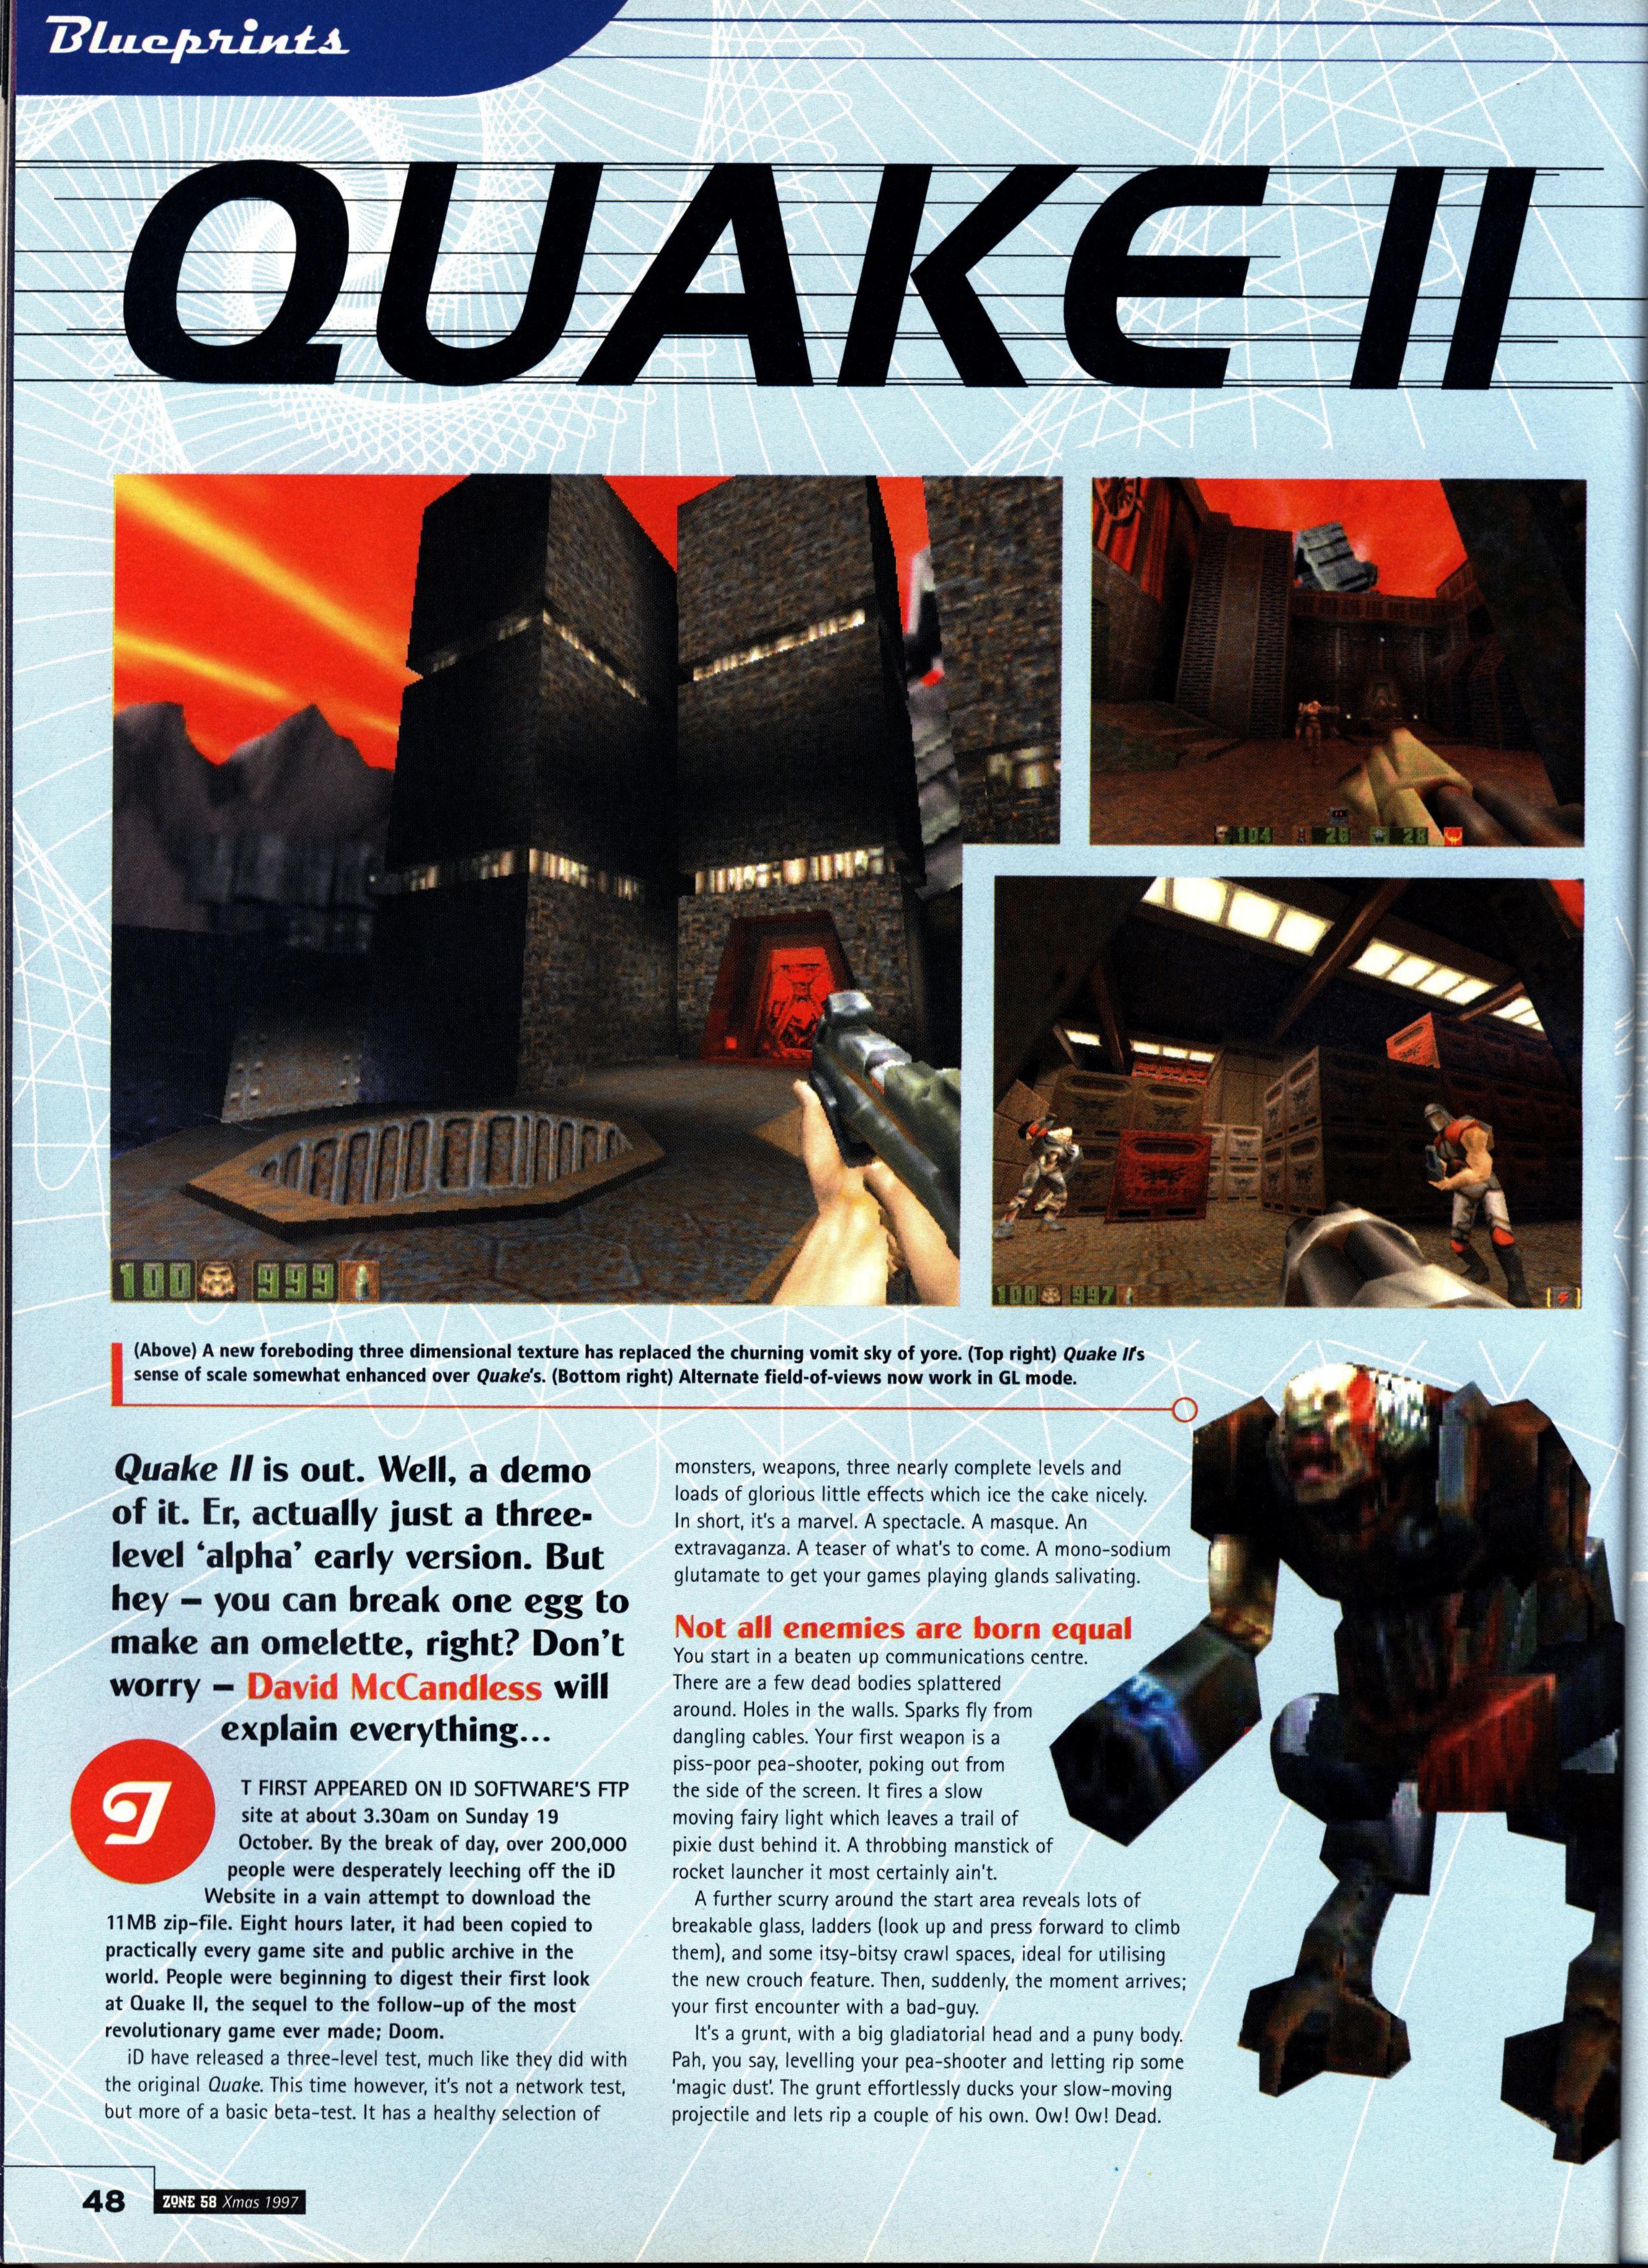 Blueprints
QUAKE II
104 26 28
100 999
100 997
(Above) A new foreboding three dimensional texture has replaced the churning vomit sky of yore. (Top right) Quake II's
sense of scale somewhat enhanced over Quake's. (Bottom right) Alternate field-of-views now work in GL mode.
Quake II is out. Well, a demo
of it. Er, actually just a three-
level ‘alpha’ early version. But
hey – you can break one egg to
make an omelette, right? Don't
worry – David McCandless will
explain everything...
I
T FIRST APPEARED ON ID SOFTWARE'S FTP
site at about 3.30am on Sunday 19
October. By the break of day, over 200,000
people were desperately leeching off the iD
Website in a vain attempt to download the
11MB zip-file. Eight hours later, it had been copied to
practically every game site and public archive in the
world. People were beginning to digest their first look
at Quake II, the sequel to the follow-up of the most
revolutionary game ever made; Doom.
iD have released a three-level test, much like they did with
the original Quake. This time however, it's not a network test,
but more of a basic beta-test. It has a healthy selection of
monsters, weapons, three nearly complete levels and
loads of glorious little effects which ice the cake nicely.
In short, it's a marvel. A spectacle. A masque. An
extravaganza. A teaser of what's to come. A mono-sodium
glutamate to get your games playing glands salivating.
Not all enemies are born equal
You start in a beaten up communications centre.
There are a few dead bodies splattered
around. Holes in the walls. Sparks fly from
dangling cables. Your first weapon is a
piss-poor pea-shooter, poking out from
the side of the screen. It fires a slow
moving fairy light which leaves a trail of
pixie dust behind it. A throbbing manstick of
rocket launcher it most certainly ain't.
A further scurry around the start area reveals lots of
breakable glass, ladders (look up and press forward to climb
them), and some itsy-bitsy crawl spaces, ideal for utilising
the new crouch feature. Then, suddenly, the moment arrives;
your first encounter with a bad-guy.
It's a grunt, with a big gladiatorial head and a puny body.
Pah, you say, levelling your pea-shooter and letting rip some
‘magic dust’. The grunt effortlessly ducks your slow-moving
projectile and lets rip a couple of his own. Ow! Ow! Dead.
48 ZONE 58 Xmas 1997